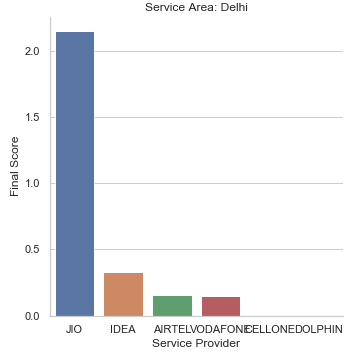 Service Area: Delhi
Final Score
2.0
1.5
1.0
0.5
0.0
JIO IDEA AIRTEL VODAFONE CELLONE DOLPHIN
Service Provider